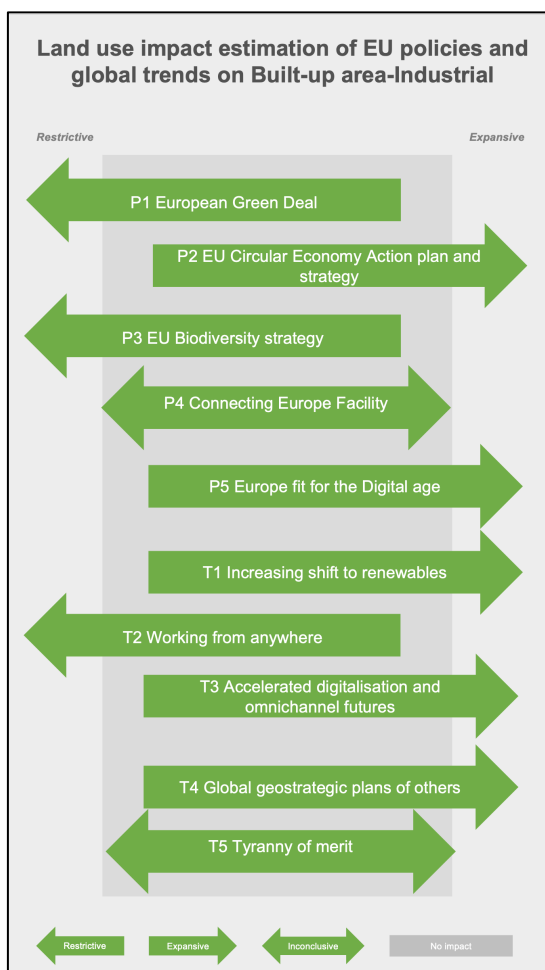 Land use impact estimation of EU policies and
global trends on Built-up area-Industrial
Restrictive
Expansive
P1 European Green Deal
P2 EU Circular Economy Action plan and
strategy
P3 EU Biodiversity strategy
P4 Connecting Europe Facility
P5 Europe fit for the Digital age
T1 Increasing shift to renewables
T2 Working from anywhere
T3 Accelerated digitalisation and
omnichannel futures
T4 Global geostrategic plans of others
T5 Tyranny of merit
Restrictive
Expansive
Inconclusive
No impact